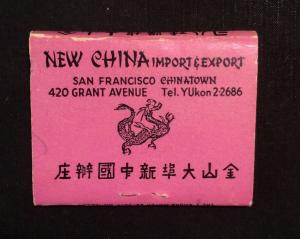 NEW CHINA IMPORT & EXPORT
SAN FRANCISCO CHINATOWN
420 GRANT AVENUE Tel. YUkon 2-2686
金山大埠新中國辦庄